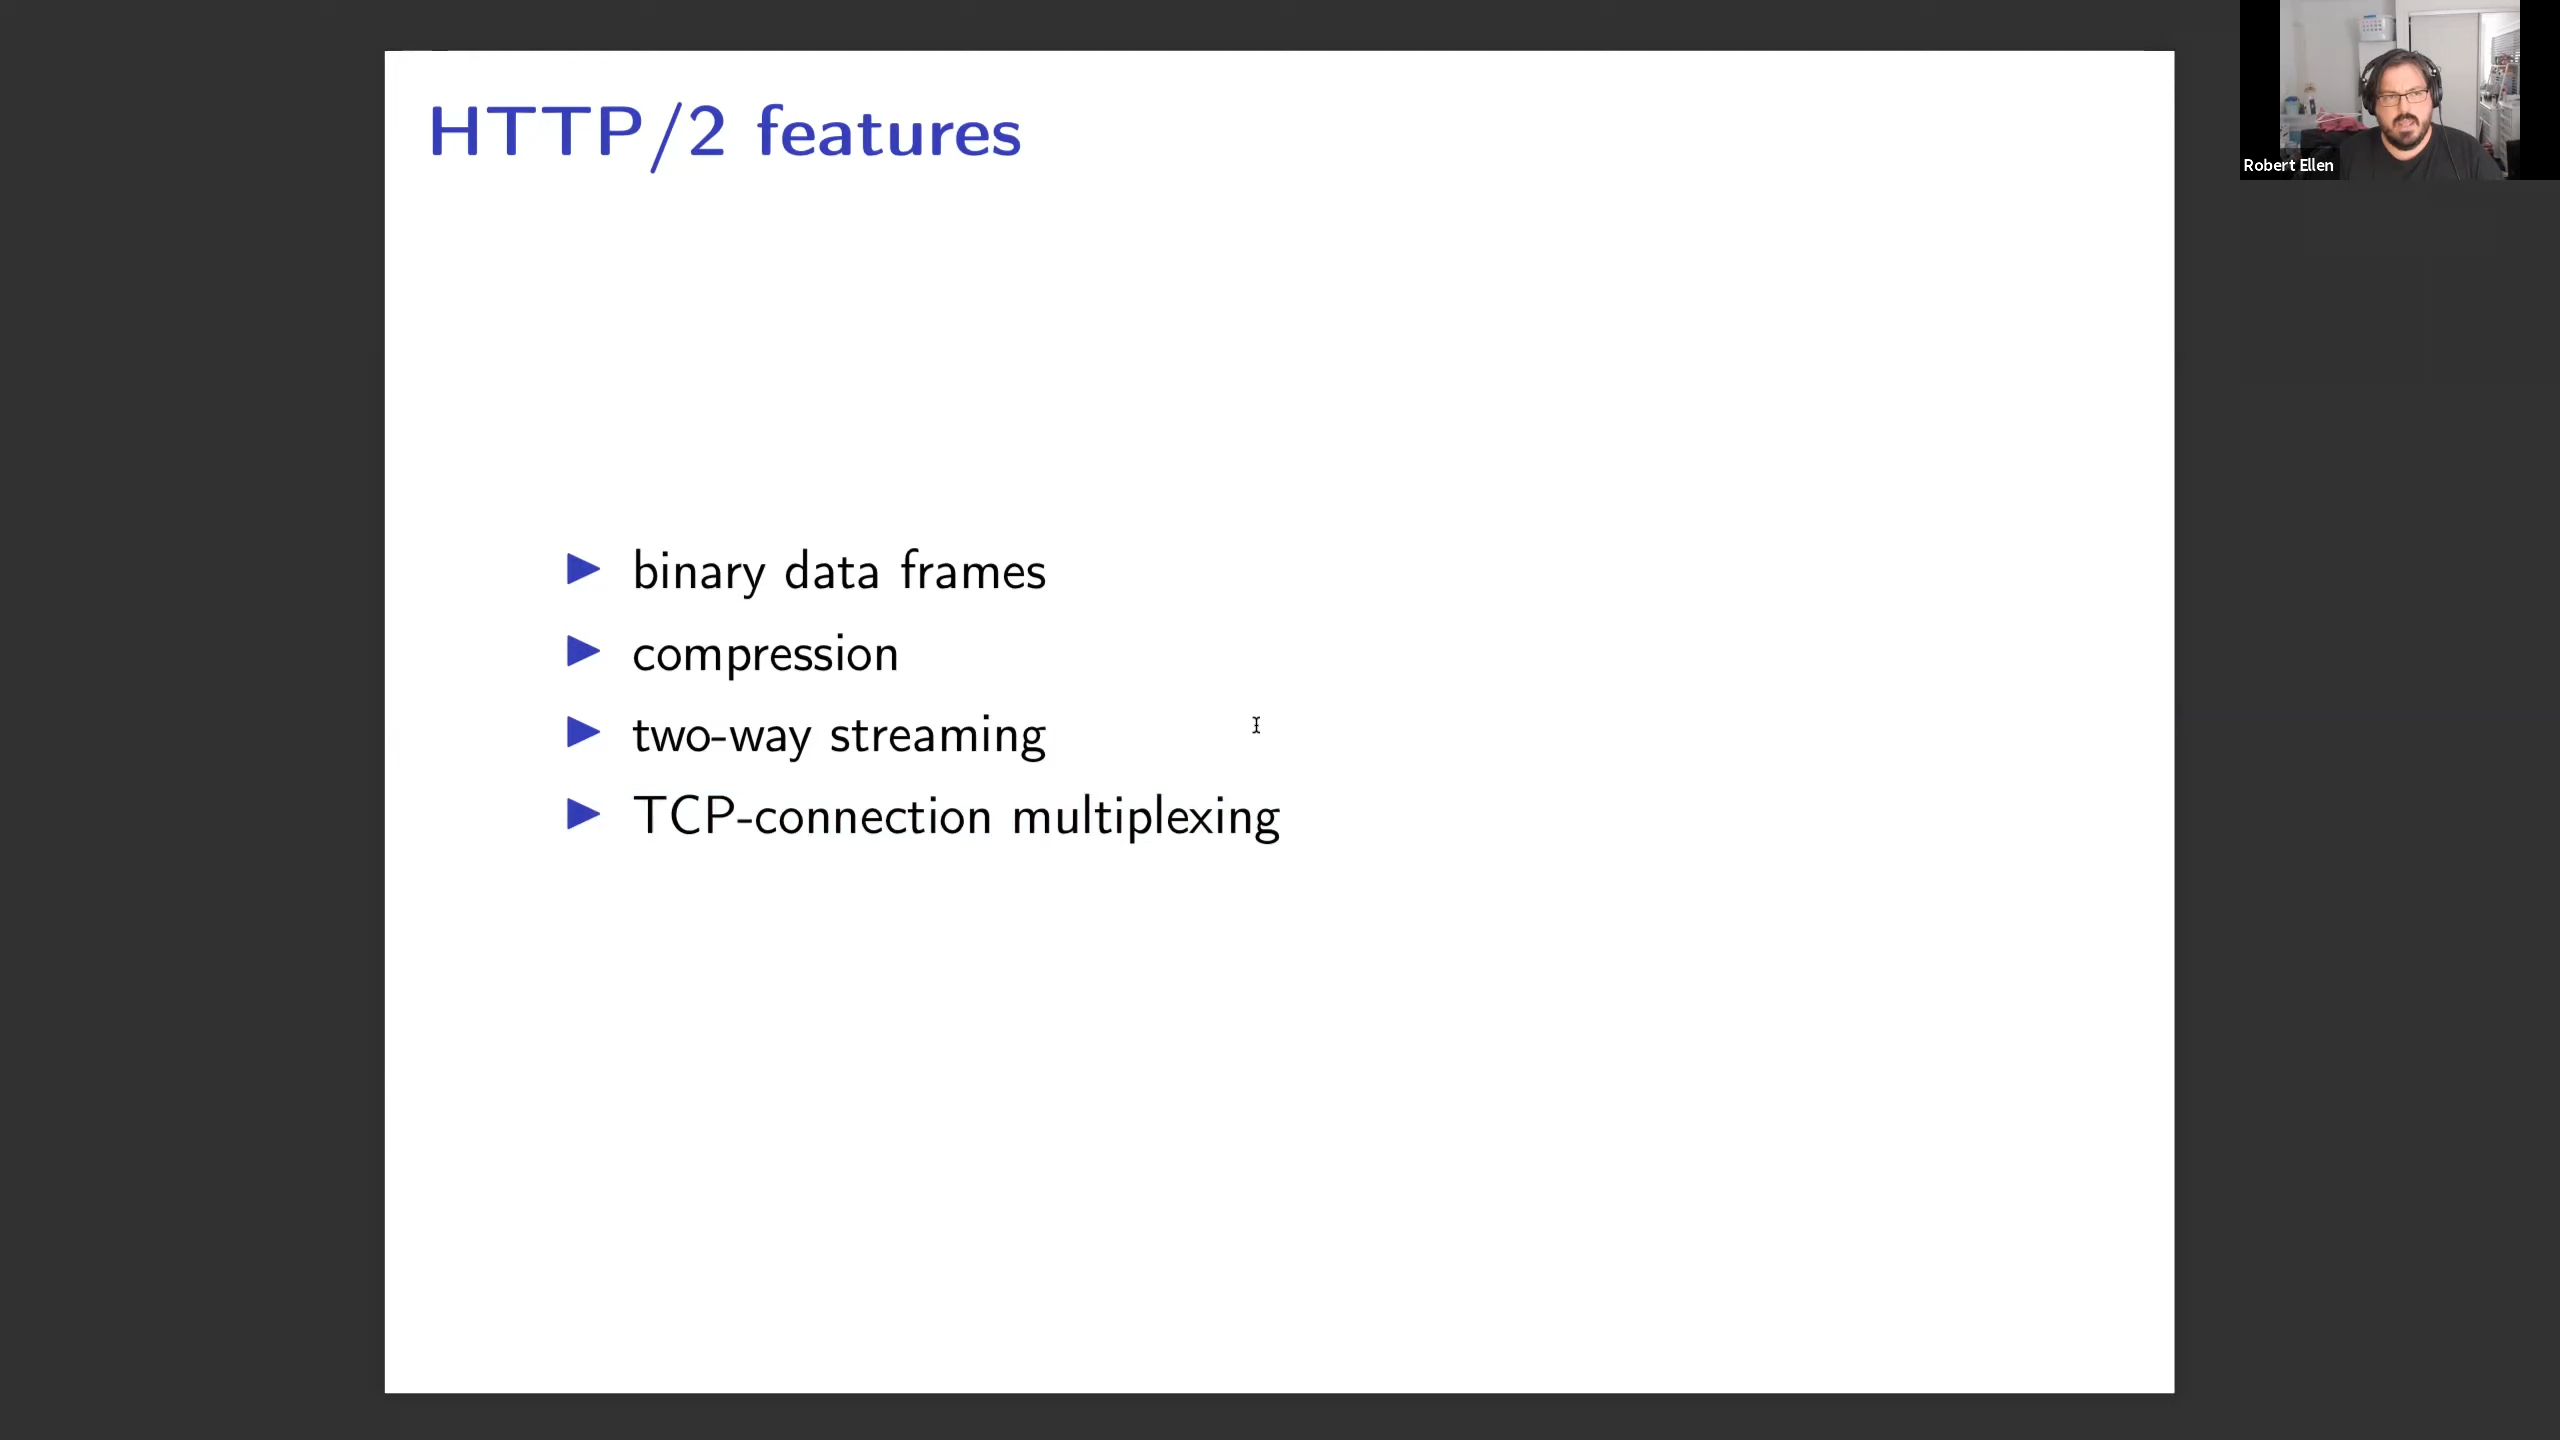 HTTP/2 features
binary data frames
compression
two-way streaming
TCP-connection multiplexing
Robert Ellen